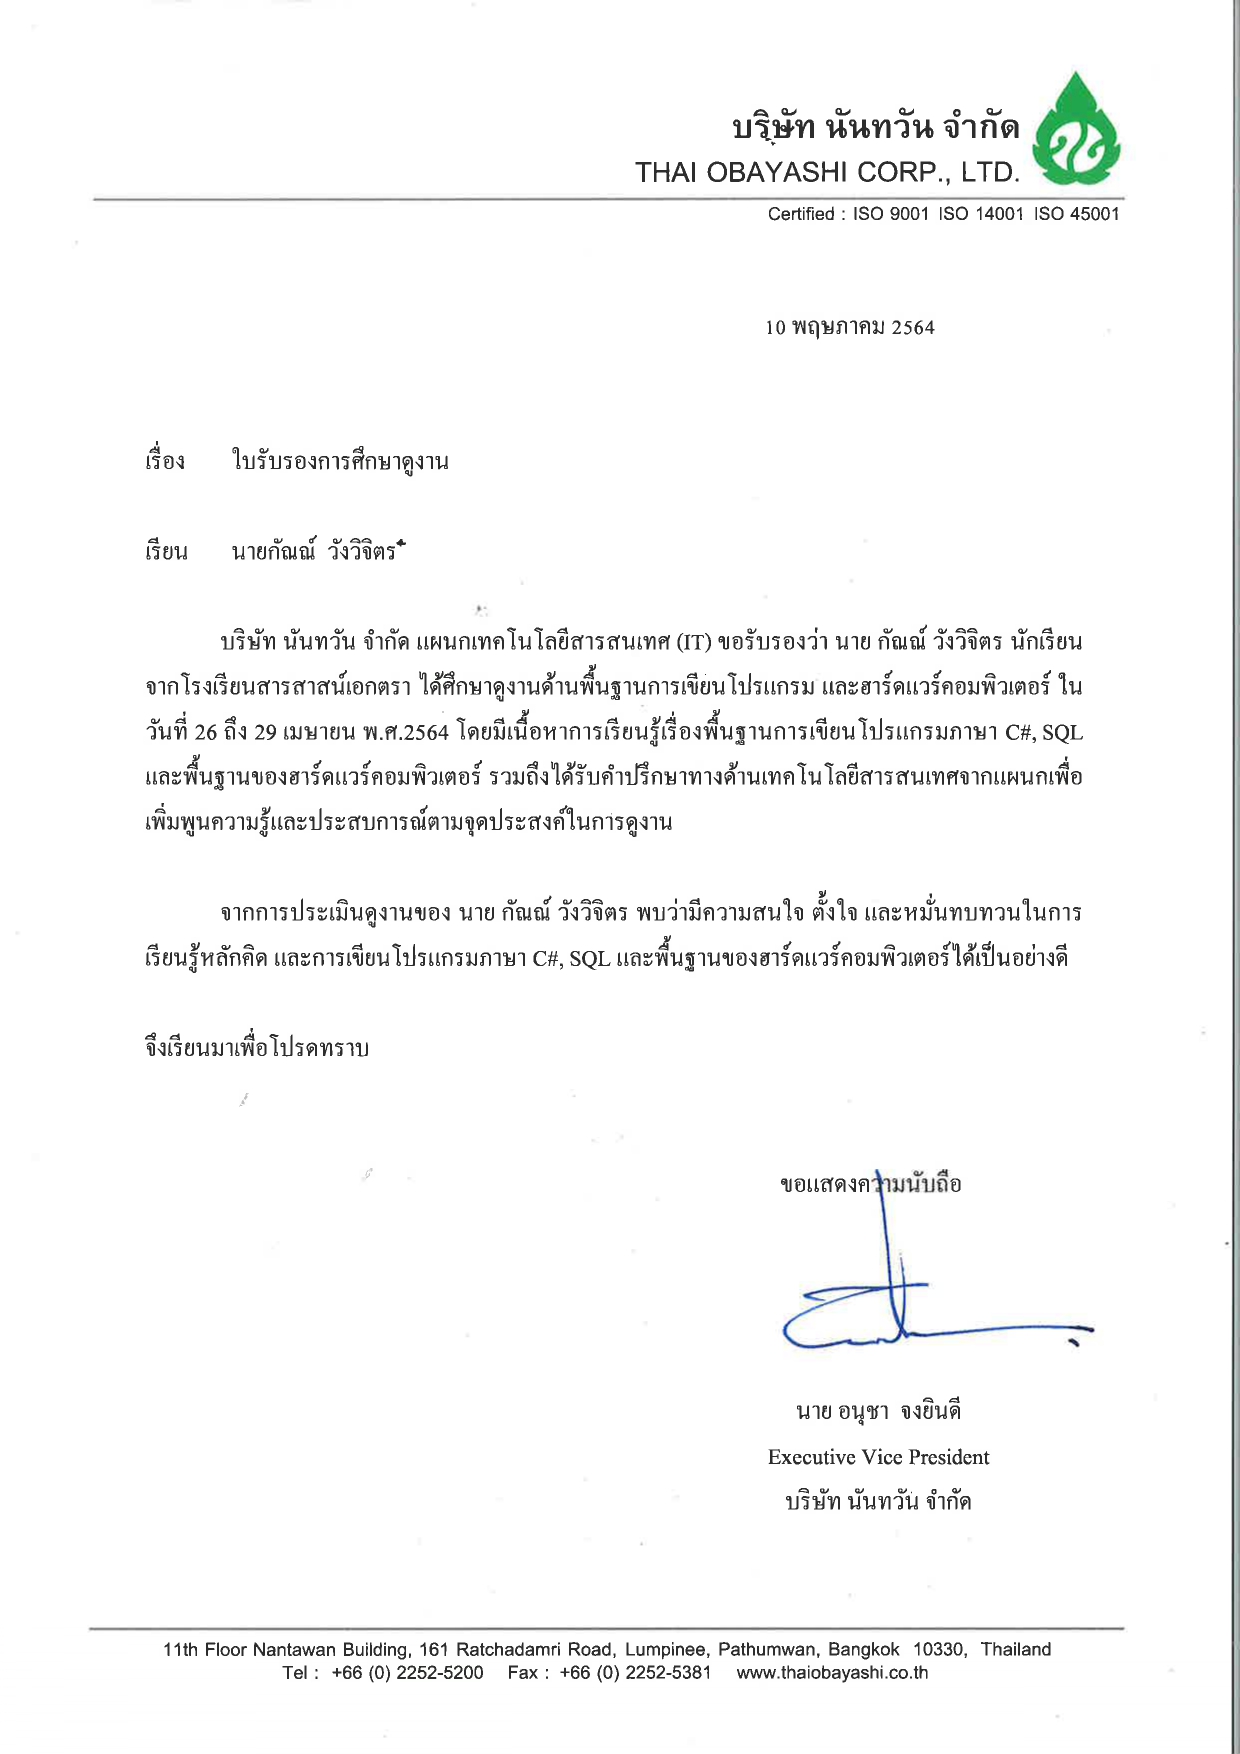 บริษัท นันทวัน จำกัด
THAI OBAYASHI CORP., LTD.
Certified : ISO 9001 ISO 14001 ISO 45001
10 พฤษภาคม 2564
เรื่อง ใบรับรองการศึกษาดูงาน
เรียน นายกัณณ์ วังวิจิตร
บริษัท นันทวัน จำกัด แผนกเทคโนโลยีสารสนเทศ (IT) ขอรับรองว่า นาย กัณณ์ วังวิจิตร นักเรียน
จากโรงเรียนสารสาสน์เอกตรา ได้ศึกษาดูงานด้านพื้นฐานการเขียนโปรแกรม และฮาร์ดแวร์คอมพิวเตอร์ ใน
วันที่ 26 ถึง 29 เมษายน พ.ศ.2564 โดยมีเนื้อหาการเรียนรู้เรื่องพื้นฐานการเขียนโปรแกรมภาษา C#, SQL
และพื้นฐานของฮาร์ดแวร์คอมพิวเตอร์ รวมถึงได้รับคำปรึกษาทางด้านเทคโนโลยีสารสนเทศจากแผนกเพื่อ
เพิ่มพูนความรู้และประสบการณ์ตามจุดประสงค์ในการดูงาน
จากการประเมินดูงานของ นาย กัณณ์ วังวิจิตร พบว่ามีความสนใจ ตั้งใจ และหมั่นทบทวนในการ
เรียนรู้หลักคิด และการเขียนโปรแกรมภาษา C#, SQL และพื้นฐานของฮาร์ดแวร์คอมพิวเตอร์ได้เป็นอย่างดี
จึงเรียนมาเพื่อโปรดทราบ
ขอแสดงความนับถือ
นาย อนุชา จงยินดี
Executive Vice President
บริษัท นันทวัน จำกัด
11th Floor Nantawan Building, 161 Ratchadamri Road, Lumpinee, Pathumwan, Bangkok 10330, Thailand
Tel : +66 (0) 2252-5200 Fax : +66 (0) 2252-5381 www.thaiobayashi.co.th